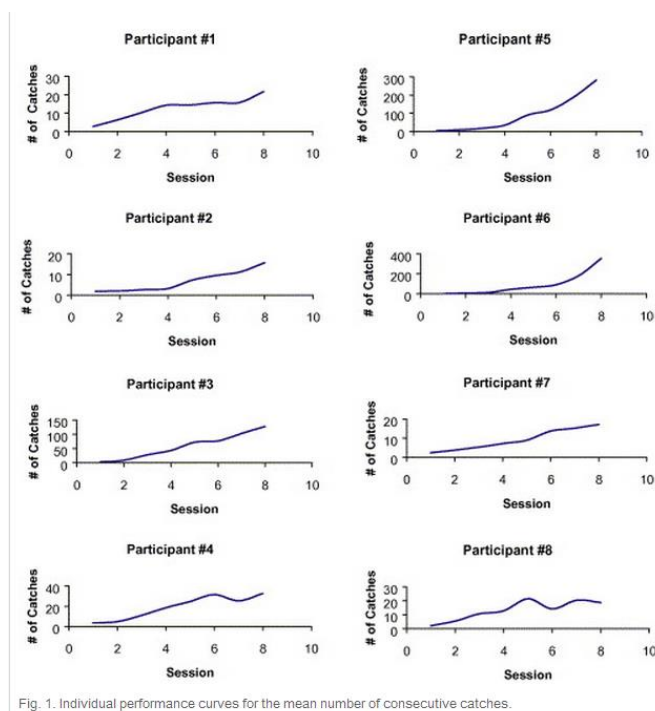 Participant #1
# of Catches
30
20
10
0
0 2 4 6 8 10
Session
Participant #5
# of Catches
300
200
100
0
0 2 4 6 8 10
Session
Participant #2
# of Catches
20
10
0
0 2 4 6 8 10
Session
Participant #6
# of Catches
400
200
0
0 2 4 6 8 10
Session
Participant #3
# of Catches
150
100
50
0
0 2 4 6 8 10
Session
Participant #7
# of Catches
20
10
0
0 2 4 6 8 10
Session
Participant #4
# of Catches
40
20
0
0 2 4 6 8 10
Session
Participant #8
# of Catches
30
20
10
0
0 2 4 6 8 10
Session
Fig. 1. Individual performance curves for the mean number of consecutive catches.